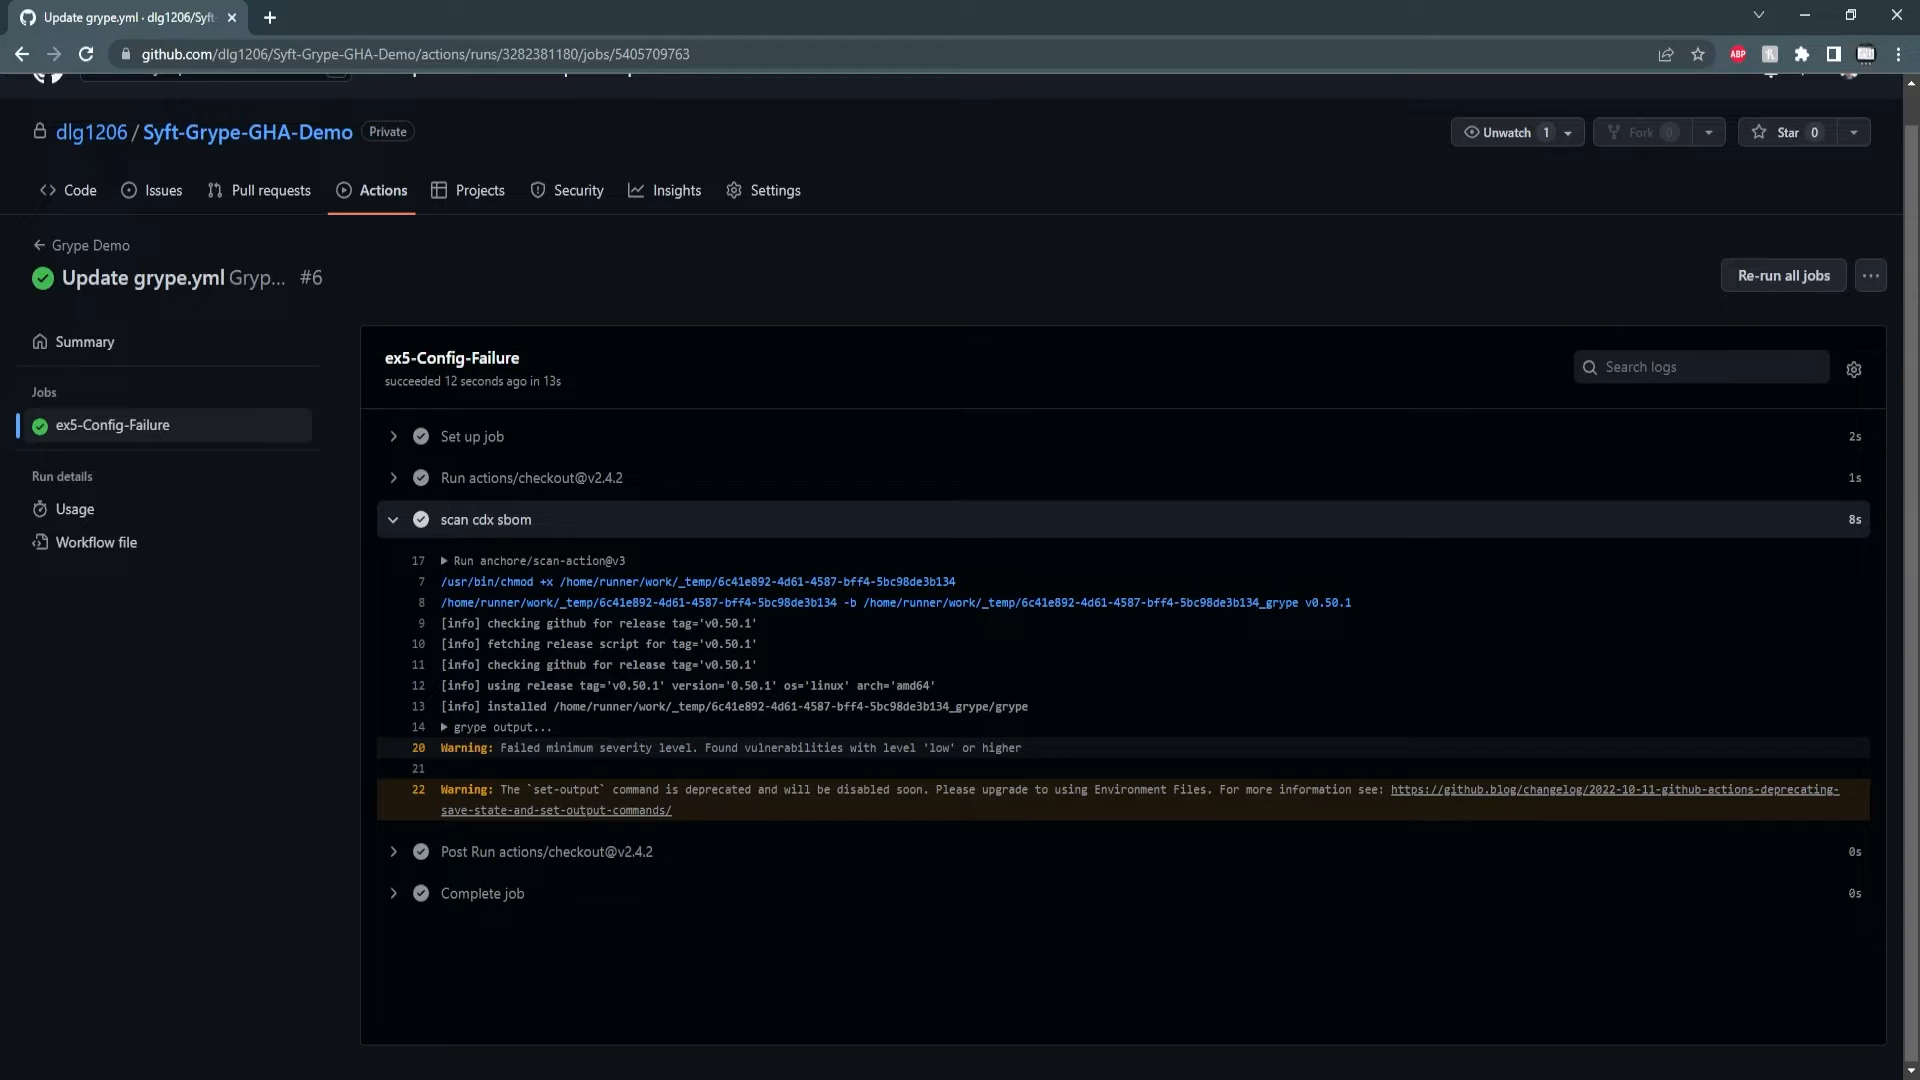 Update grype.yml · dlg1206/Syft-
github.com/dlg1206/Syft-Grype-GHA-Demo/actions/runs/3282381180/jobs/5405709763
ABP
dlg1206 / Syft-Grype-GHA-Demo Private
Unwatch 1
Fork 0
Star 0
Code
Issues
Pull requests
Actions
Projects
Security
Insights
Settings
Grype Demo
Update grype.yml Gryp... #6
Re-run all jobs
Summary
Jobs
ex5-Config-Failure
Run details
Usage
Workflow file
ex5-Config-Failure
succeeded 12 seconds ago in 13s
Search logs
Set up job 2s
Run actions/checkout@v2.4.2 1s
scan cdx sbom 8s
17 Run anchore/scan-action@v3
7 /usr/bin/chmod +x /home/runner/work/_temp/6c41e892-4d61-4587-bff4-5bc98de3b134
8 /home/runner/work/_temp/6c41e892-4d61-4587-bff4-5bc98de3b134 -b /home/runner/work/_temp/6c41e892-4d61-4587-bff4-5bc98de3b134_grype v0.50.1
9 [info] checking github for release tag='v0.50.1'
10 [info] fetching release script for tag='v0.50.1'
11 [info] checking github for release tag='v0.50.1'
12 [info] using release tag='v0.50.1' version='0.50.1' os='linux' arch='amd64'
13 [info] installed /home/runner/work/_temp/6c41e892-4d61-4587-bff4-5bc98de3b134_grype/grype
14 grype output...
20 Warning: Failed minimum severity level. Found vulnerabilities with level 'low' or higher
21
22 Warning: The `set-output` command is deprecated and will be disabled soon. Please upgrade to using Environment Files. For more information see: https://github.blog/changelog/2022-10-11-github-actions-deprecating-
save-state-and-set-output-commands/
Post Run actions/checkout@v2.4.2 0s
Complete job 0s